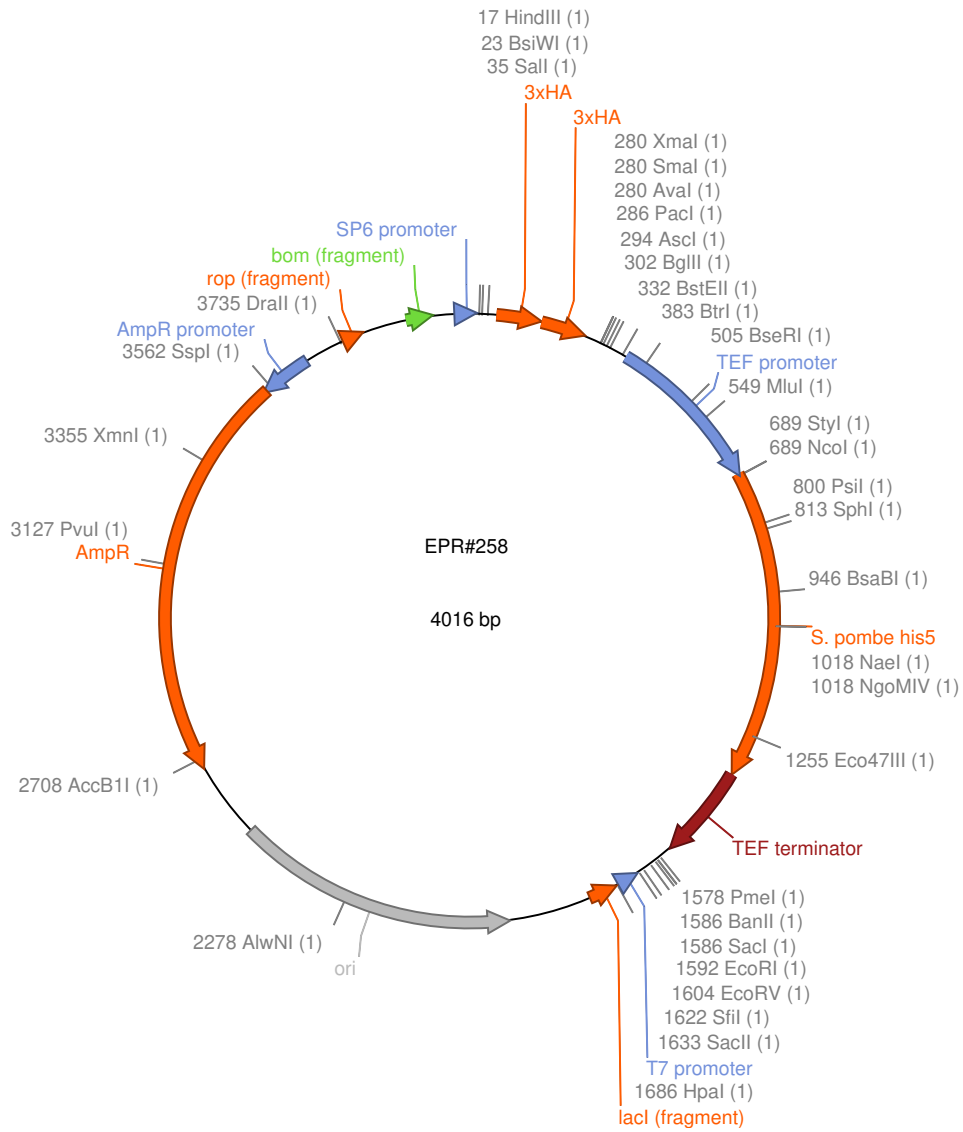 17 HindIII (1)
23 BsiWI (1)
35 SalI (1)
3xHA
3xHA
280 XmaI (1)
280 SmaI (1)
280 AvaI (1)
286 PacI (1)
294 AscI (1)
302 BglII (1)
332 BstEII (1)
383 BtrI (1)
505 BseRI (1)
TEF promoter
549 MluI (1)
689 StyI (1)
689 NcoI (1)
800 PsiI (1)
813 SphI (1)
946 BsaBI (1)
S. pombe his5
1018 NaeI (1)
1018 NgoMIV (1)
1255 Eco47III (1)
TEF terminator
1578 PmeI (1)
1586 BanII (1)
1586 SacI (1)
1592 EcoRI (1)
1604 EcoRV (1)
1622 SfiI (1)
1633 SacII (1)
T7 promoter
1686 HpaI (1)
lacI (fragment)
ori
2278 AlwNI (1)
2708 AccB1I (1)
AmpR
3127 PvuI (1)
3355 XmnI (1)
3562 SspI (1)
AmpR promoter
3735 DraII (1)
rop (fragment)
bom (fragment)
SP6 promoter
EPR#258
4016 bp